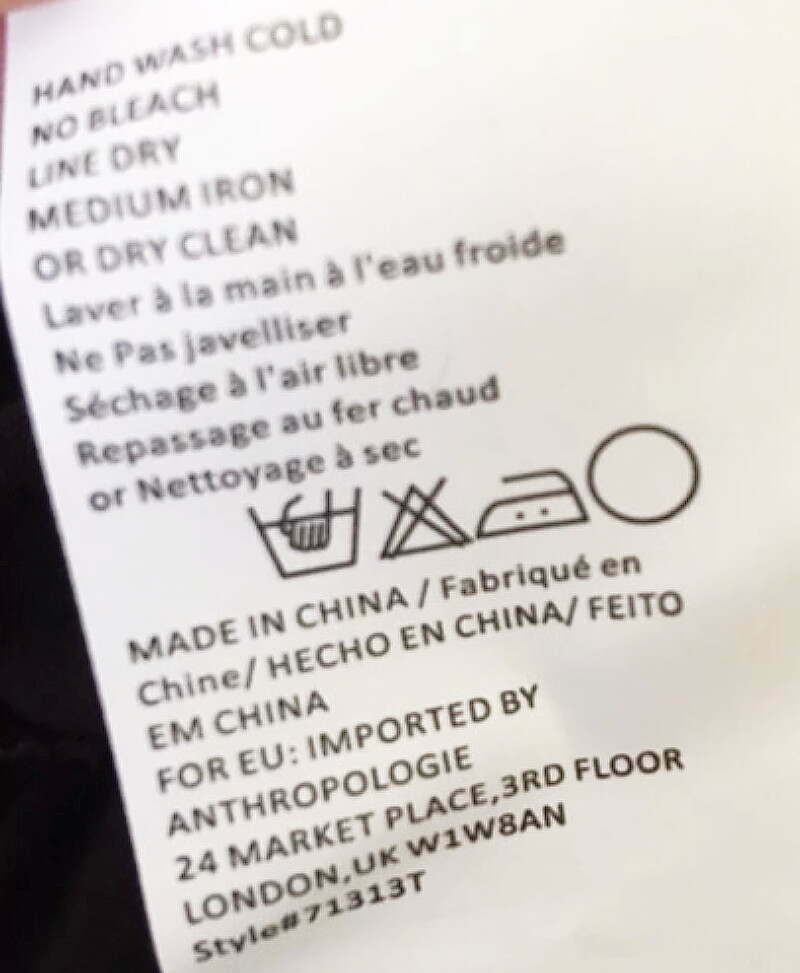 HAND WASH COLD
NO BLEACH
LINE DRY
MEDIUM IRON
OR DRY CLEAN
Laver à la main à l'eau froide
Ne Pas javelliser
Séchage à l'air libre
Repassage au fer chaud
or Nettoyage à sec
MADE IN CHINA / Fabriqué en
Chine/ HECHO EN CHINA/ FEITO
EM CHINA
FOR EU: IMPORTED BY
ANTHROPOLOGIE
24 MARKET PLACE,3RD FLOOR
LONDON,UK W1W8AN
Style#71313T